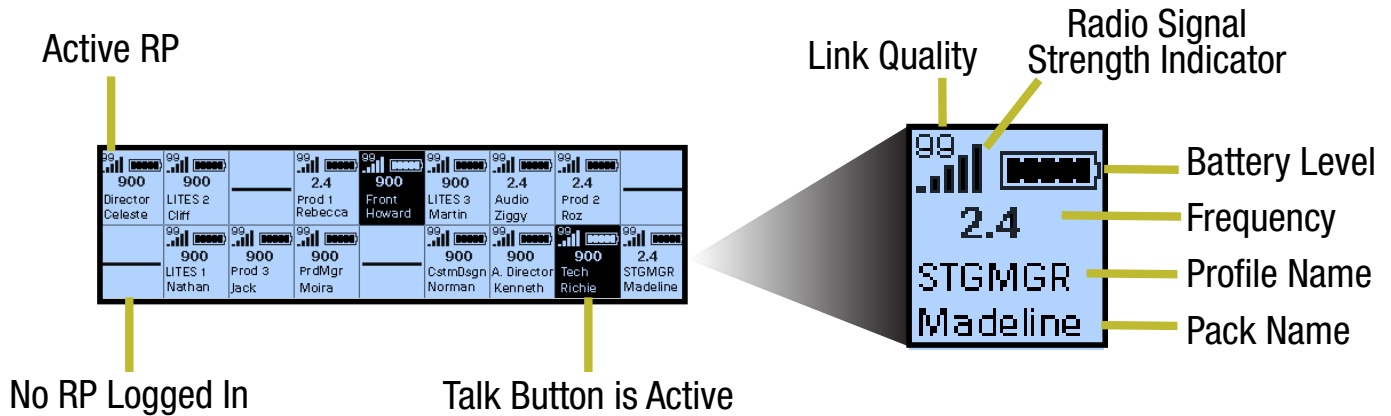 Active RP
Link Quality
Radio Signal
Strength Indicator
99 99 99 99 99 99 99
900 900 2.4 900 900 2.4 2.4
Director LITES 2 Prod 1 Front LITES 3 Audio Prod 2
Celeste Cliff Rebecca Howard Martin Ziggy Roz
99 99 99 99 99 99 99
900 900 900 900 900 900 2.4
LITES 1 Prod 3 PrdMgr CstmDsgn A. Director Tech STGMGR
Nathan Jack Moira Norman Kenneth Richie Madeline
99
2.4
STGMGR
Madeline
Battery Level
Frequency
Profile Name
Pack Name
No RP Logged In
Talk Button is Active